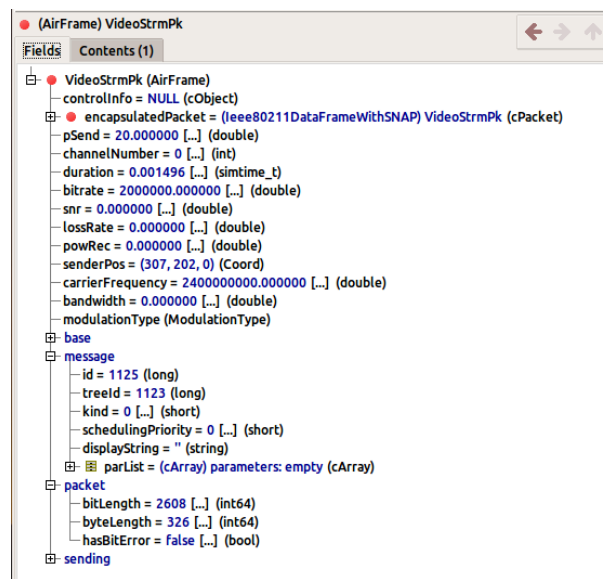 (AirFrame) VideoStrmPk
Fields Contents (1)
VideoStrmPk (AirFrame)
controlInfo = NULL (cObject)
encapsulatedPacket = (Ieee80211DataFrameWithSNAP) VideoStrmPk (cPacket)
pSend = 20.000000 [...] (double)
channelNumber = 0 [...] (int)
duration = 0.001496 [...] (simtime_t)
bitrate = 2000000.000000 [...] (double)
snr = 0.000000 [...] (double)
lossRate = 0.000000 [...] (double)
powRec = 0.000000 [...] (double)
senderPos = (307, 202, 0) (Coord)
carrierFrequency = 2400000000.000000 [...] (double)
bandwidth = 0.000000 [...] (double)
modulationType (ModulationType)
base
message
id = 1125 (long)
treeId = 1123 (long)
kind = 0 [...] (short)
schedulingPriority = 0 [...] (short)
displayString = '' (string)
parList = (cArray) parameters: empty (cArray)
packet
bitLength = 2608 [...] (int64)
byteLength = 326 [...] (int64)
hasBitError = false [...] (bool)
sending